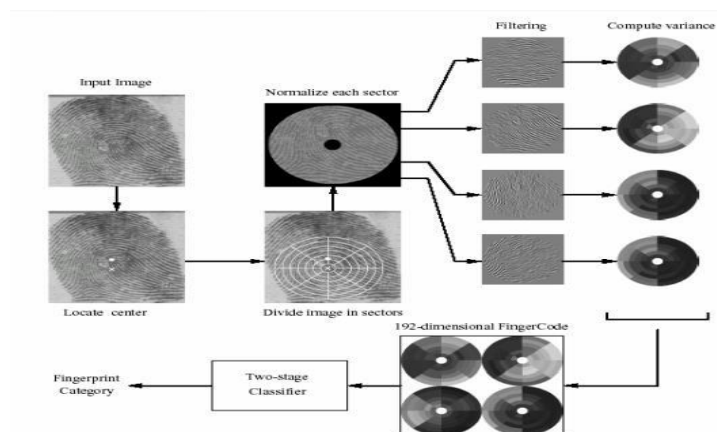 Filtering
Compute variance
Input Image
Normalize each sector
Locate center
Divide image in sectors
192-dimensional FingerCode
Two-stage
Classifier
Fingerprint
Category